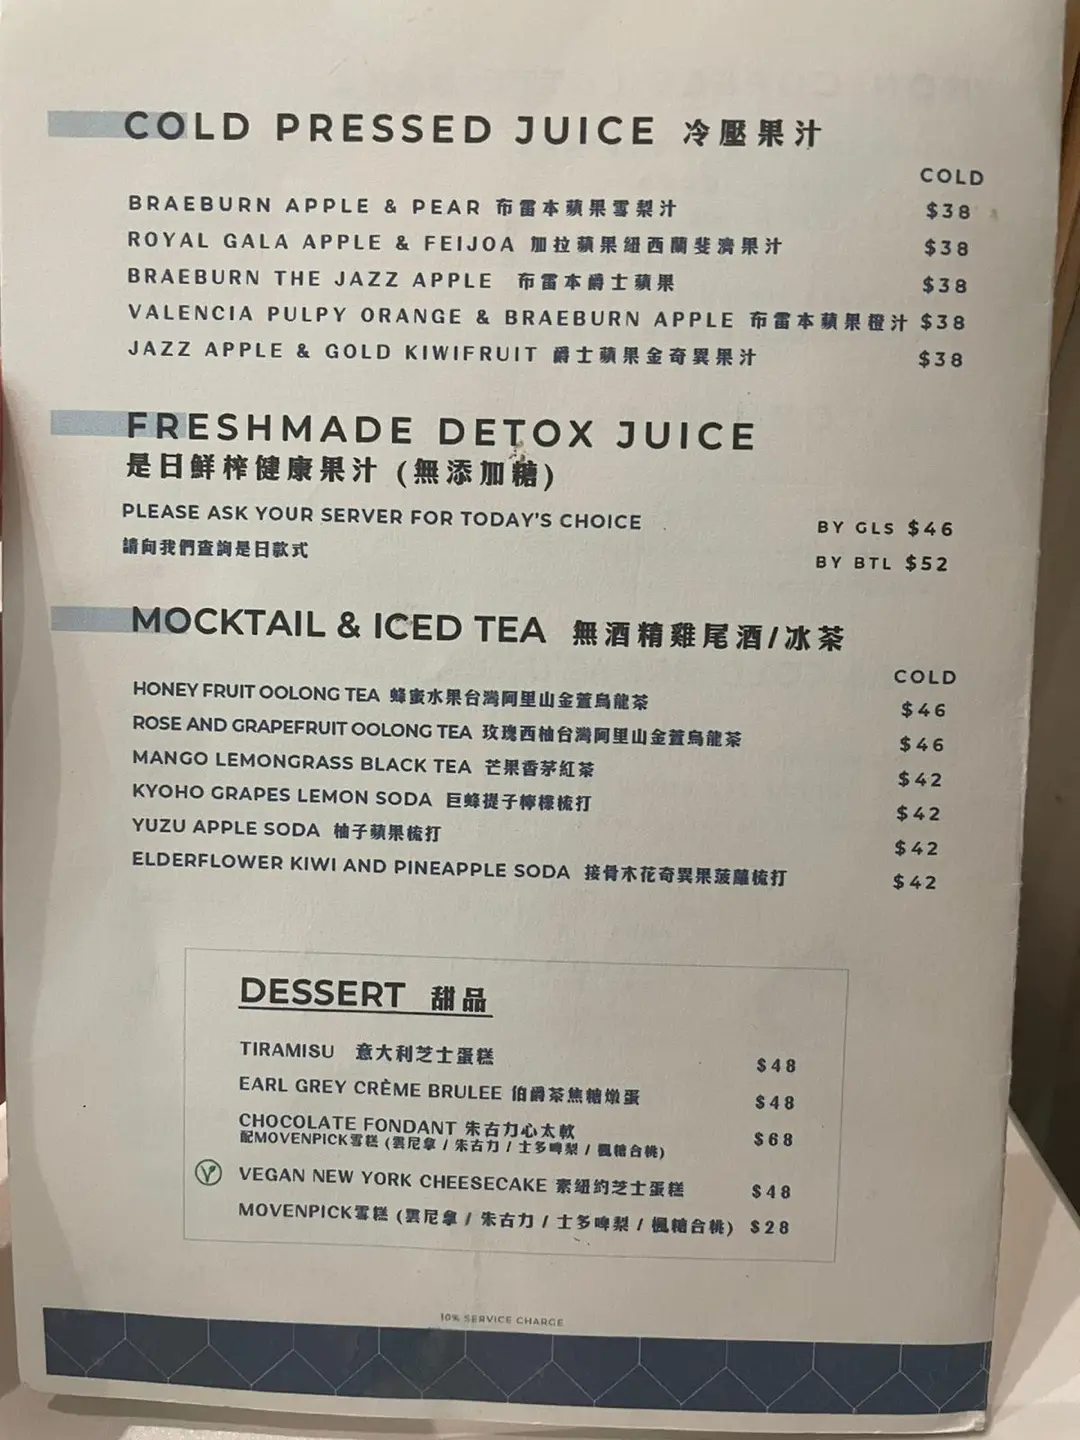 COLD PRESSED JUICE 冷壓果汁
COLD
BRAEBURN APPLE & PEAR 布雷本蘋果雪梨汁 $38
ROYAL GALA APPLE & FEIJOA 加拉蘋果紐西蘭斐濟果汁 $38
BRAEBURN THE JAZZ APPLE 布雷本爵士蘋果 $38
VALENCIA PULPY ORANGE & BRAEBURN APPLE 布雷本蘋果橙汁 $38
JAZZ APPLE & GOLD KIWIFRUIT 爵士蘋果金奇異果汁 $38
FRESHMADE DETOX JUICE
是日鮮榨健康果汁 (無添加糖)
PLEASE ASK YOUR SERVER FOR TODAY'S CHOICE BY GLS $46
請向我們查詢是日款式 BY BTL $52
MOCKTAIL & ICED TEA 無酒精雞尾酒/冰茶
COLD
HONEY FRUIT OOLONG TEA 蜂蜜水果台灣阿里山金萱烏龍茶 $46
ROSE AND GRAPEFRUIT OOLONG TEA 玫瑰西柚台灣阿里山金萱烏龍茶 $46
MANGO LEMONGRASS BLACK TEA 芒果香茅紅茶 $42
KYOHO GRAPES LEMON SODA 巨蜂提子檸檬梳打 $42
YUZU APPLE SODA 柚子蘋果梳打 $42
ELDERFLOWER KIWI AND PINEAPPLE SODA 接骨木花奇異果菠蘿梳打 $42
DESSERT 甜品
TIRAMISU 意大利芝士蛋糕 $48
EARL GREY CRÈME BRULEE 伯爵茶焦糖燉蛋 $48
CHOCOLATE FONDANT 朱古力心太軟 $68
配MOVENPICK雪糕 (雲尼拿 / 朱古力 / 士多啤梨 / 楓糖合桃)
VEGAN NEW YORK CHEESECAKE 素紐約芝士蛋糕 $48
MOVENPICK雪糕 (雲尼拿 / 朱古力 / 士多啤梨 / 楓糖合桃) $28
10% SERVICE CHARGE